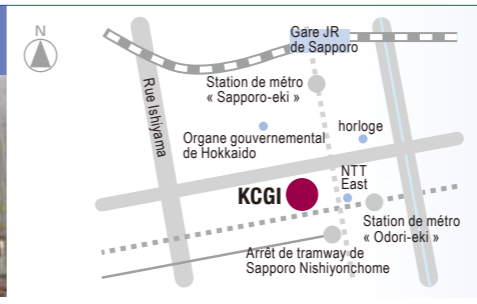 N
Gare JR
de Sapporo
Station de métro
« Sapporo-eki »
Rue Ishiyama
Organe gouvernemental
de Hokkaido
horloge
NTT
East
KCGI
Station de métro
« Odori-eki »
Arrêt de tramway de
Sapporo Nishiyonchome